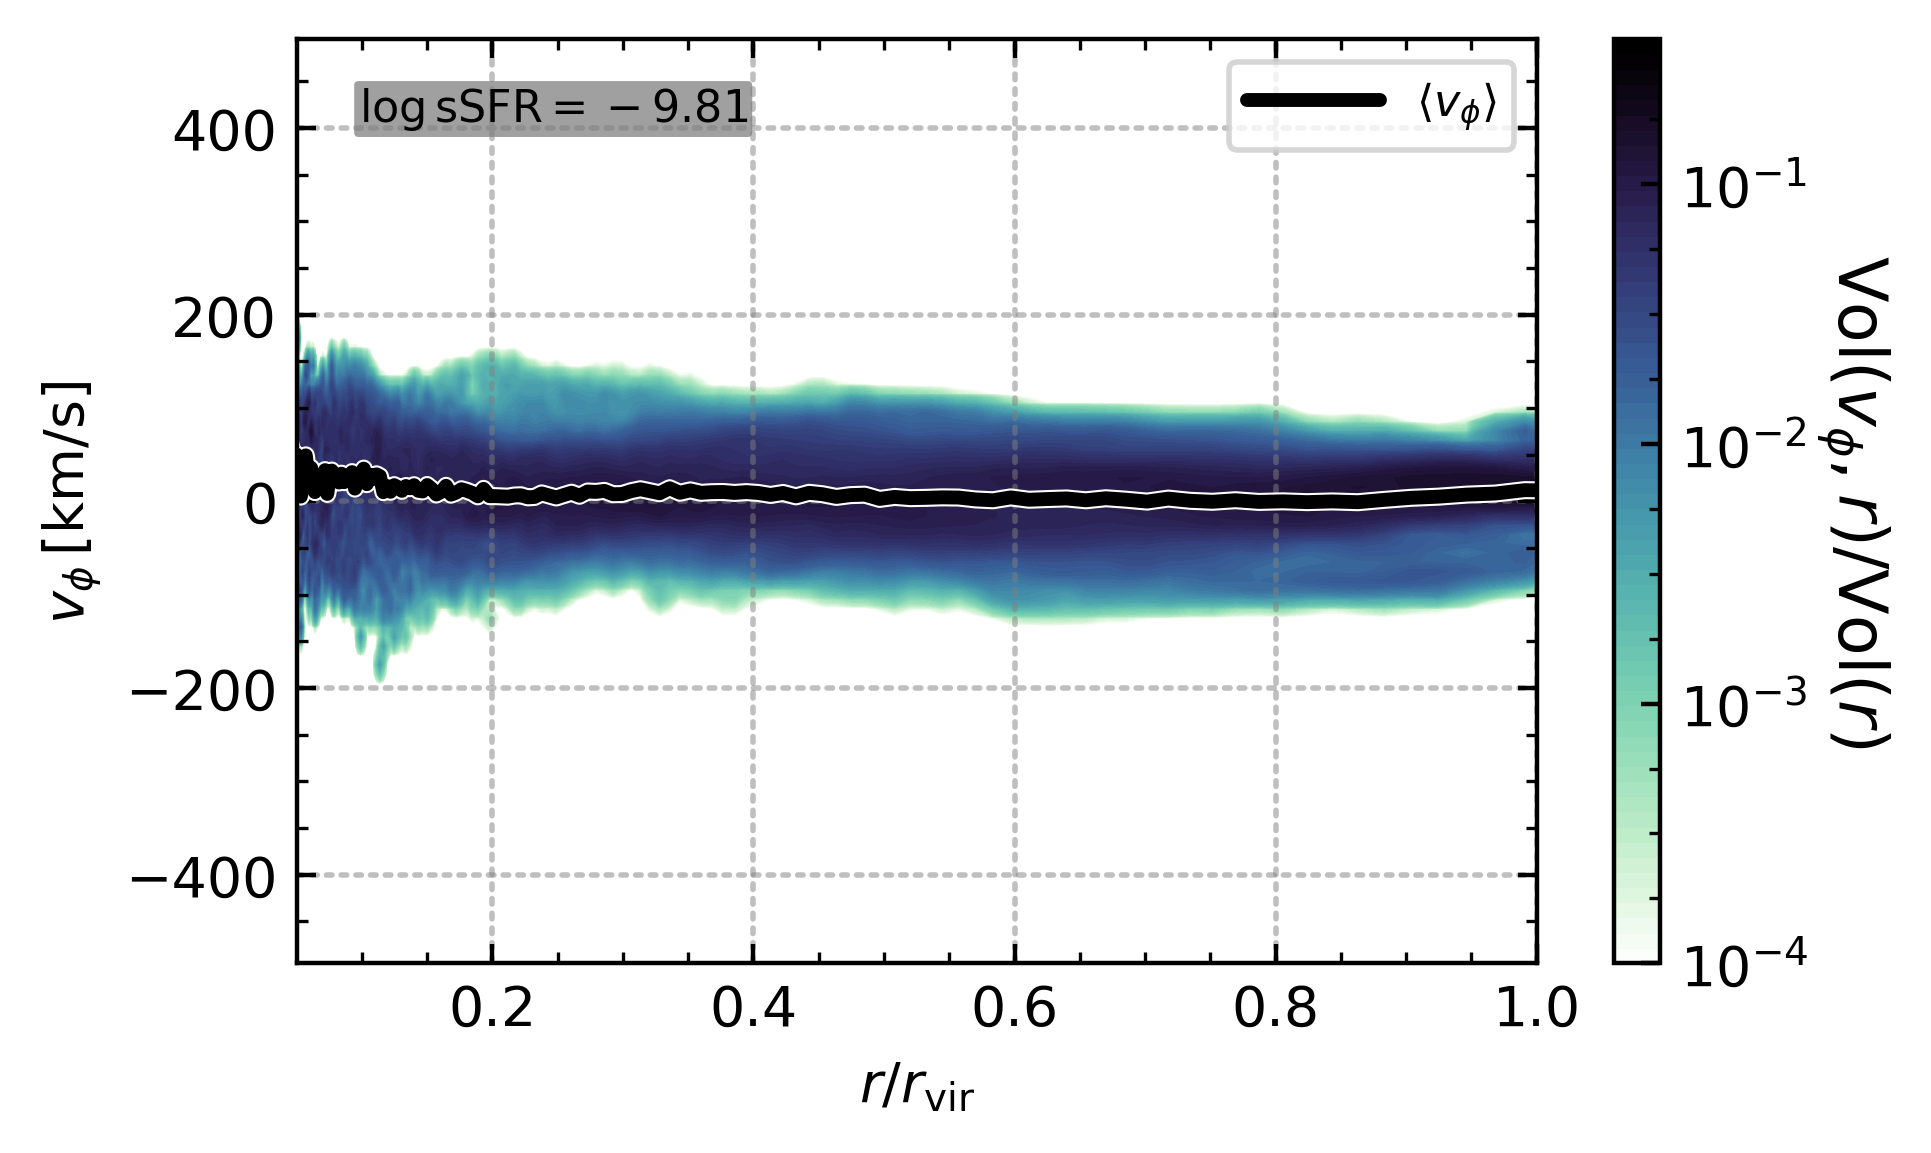 log sSFR = − 9.81
⟨v_ϕ⟩
400
200
0
−200
−400
v_ϕ [km/s]
0.2 0.4 0.6 0.8 1.0
r/r_vir
10^−1
10^−2
10^−3
10^−4
Vol(v_ϕ, r)/Vol(r)